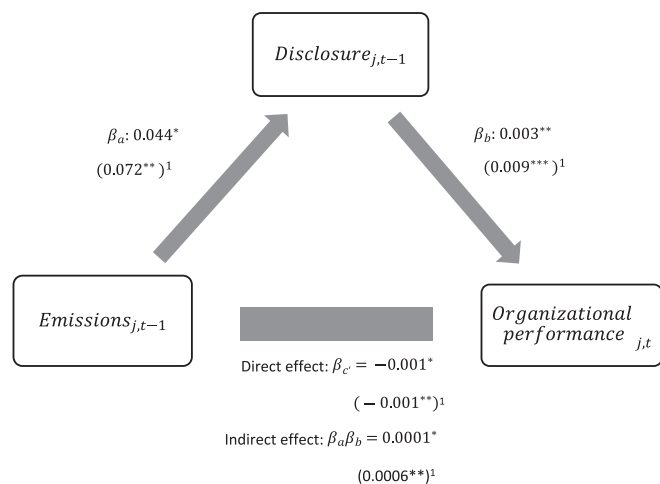 Disclosure_{j,t−1}
β_a: 0.044*
(0.072**)¹
β_b: 0.003**
(0.009***)¹
Emissions_{j,t−1}
Organizational
performance _{j,t}
Direct effect: β_{c'} = −0.001*
(− 0.001**)¹
Indirect effect: β_aβ_b = 0.0001*
(0.0006**)¹